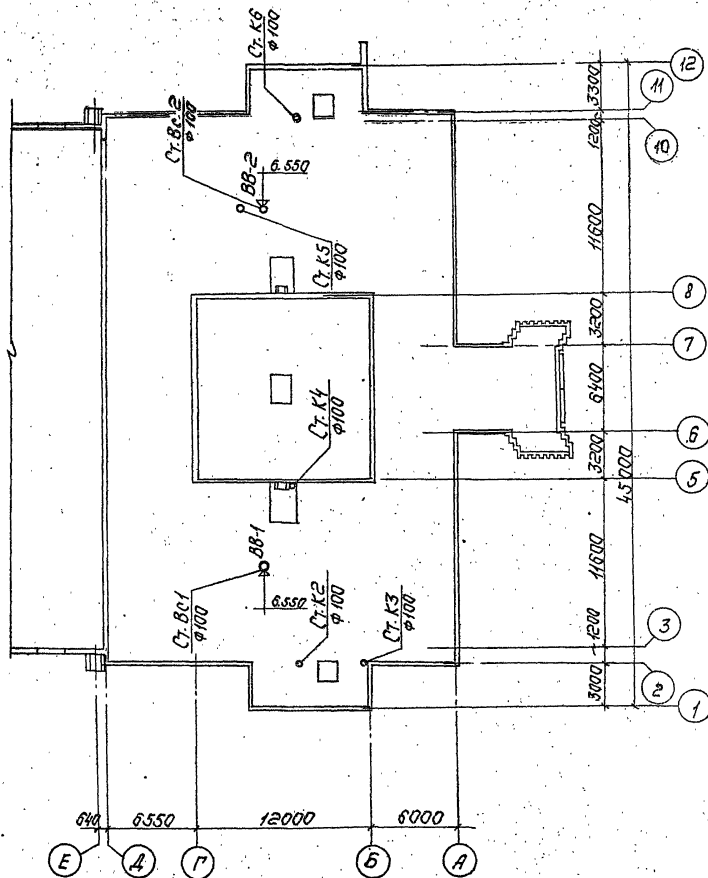 Ст. К6
ф100
12
3300
11
1200
10
Ст. Вс-2
ф100
ВВ-2
6.550
11600
Ст. К5
ф100
8
3200
7
6400
Ст. К4
ф100
6
3200
5
45000
ВВ-1
11600
Ст. Вс1
ф100
6.550
Ст. К2
ф100
Ст. К3
ф100
3
1200
2
3000
1
640
6550
12000
6000
Е
Д
Г
Б
А